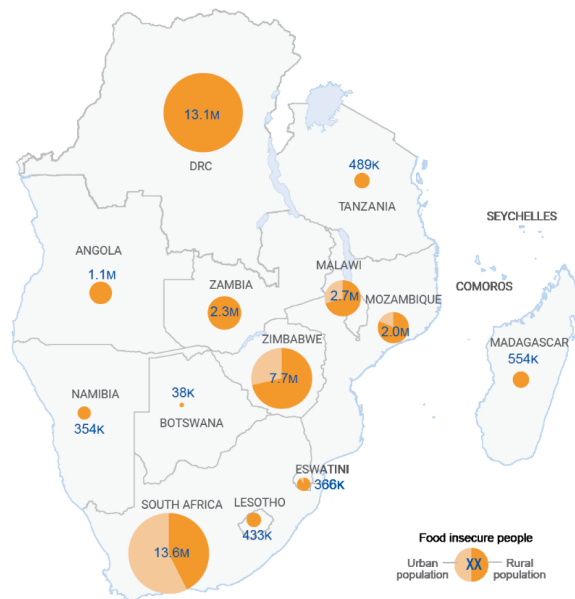 13.1M
DRC
489K
TANZANIA
SEYCHELLES
ANGOLA
1.1M
ZAMBIA
2.3M
MALAWI
2.7M
MOZAMBIQUE
2.0M
COMOROS
MADAGASCAR
554K
ZIMBABWE
7.7M
NAMIBIA
354K
38K
BOTSWANA
ESWATINI
366K
SOUTH AFRICA
13.6M
LESOTHO
433K
Food insecure people
Urban population
XX
Rural population